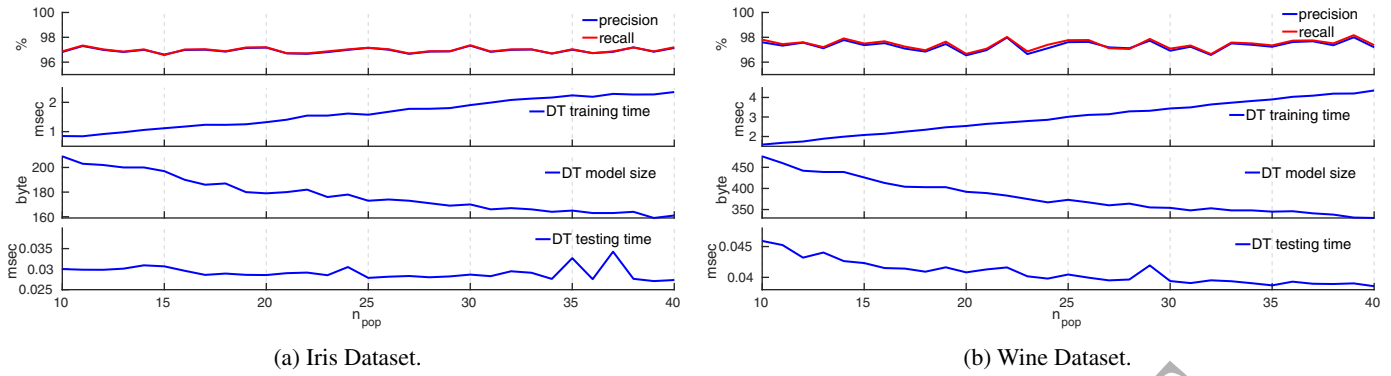 100
98
96
%
precision
recall
2
1
msec
DT training time
200
180
160
byte
DT model size
0.035
0.03
0.025
msec
DT testing time
10 15 20 25 30 35 40
n_pop
(a) Iris Dataset.
100
98
96
%
precision
recall
4
3
2
msec
DT training time
450
400
350
byte
DT model size
0.045
0.04
msec
DT testing time
10 15 20 25 30 35 40
n_pop
(b) Wine Dataset.